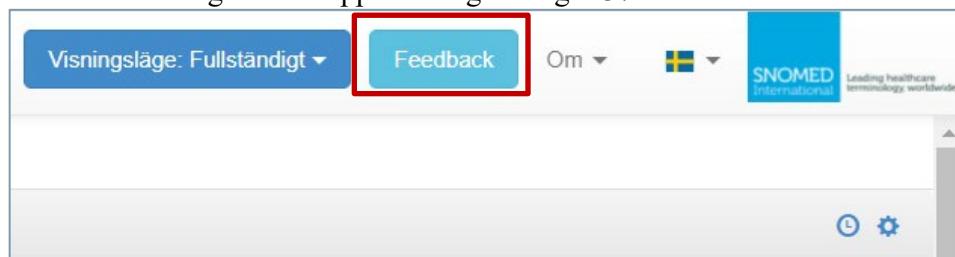 Visningsläge: Fullständigt
Feedback
Om
SNOMED
International
Leading healthcare
terminology, worldwide